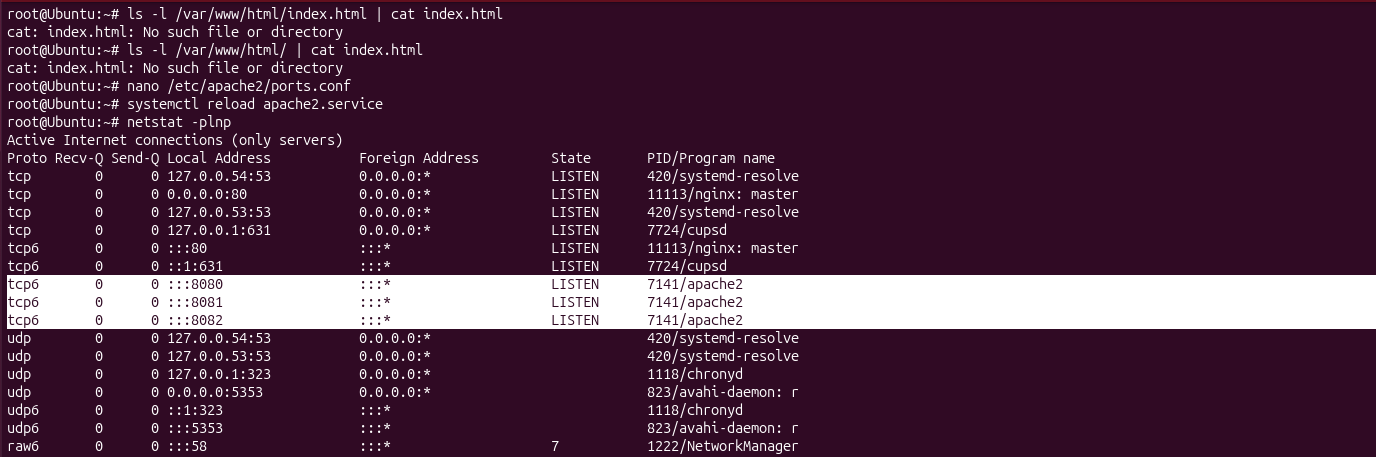 root@Ubuntu:~# ls -l /var/www/html/index.html | cat index.html
cat: index.html: No such file or directory
root@Ubuntu:~# ls -l /var/www/html/ | cat index.html
cat: index.html: No such file or directory
root@Ubuntu:~# nano /etc/apache2/ports.conf
root@Ubuntu:~# systemctl reload apache2.service
root@Ubuntu:~# netstat -plnp
Active Internet connections (only servers)
Proto Recv-Q Send-Q Local Address           Foreign Address         State       PID/Program name
tcp        0      0 127.0.0.54:53           0.0.0.0:*               LISTEN      420/systemd-resolve
tcp        0      0 0.0.0.0:80              0.0.0.0:*               LISTEN      11113/nginx: master
tcp        0      0 127.0.0.53:53           0.0.0.0:*               LISTEN      420/systemd-resolve
tcp        0      0 127.0.0.1:631           0.0.0.0:*               LISTEN      7724/cupsd
tcp6       0      0 :::80                   :::*                    LISTEN      11113/nginx: master
tcp6       0      0 ::1:631                 :::*                    LISTEN      7724/cupsd
tcp6       0      0 :::8080                 :::*                    LISTEN      7141/apache2
tcp6       0      0 :::8081                 :::*                    LISTEN      7141/apache2
tcp6       0      0 :::8082                 :::*                    LISTEN      7141/apache2
udp        0      0 127.0.0.54:53           0.0.0.0:*                           420/systemd-resolve
udp        0      0 127.0.0.53:53           0.0.0.0:*                           420/systemd-resolve
udp        0      0 127.0.0.1:323           0.0.0.0:*                           1118/chronyd
udp        0      0 0.0.0.0:5353            0.0.0.0:*                           823/avahi-daemon: r
udp6       0      0 ::1:323                 :::*                                1118/chronyd
udp6       0      0 :::5353                 :::*                                823/avahi-daemon: r
raw6       0      0 :::58                   :::*                    7           1222/NetworkManager